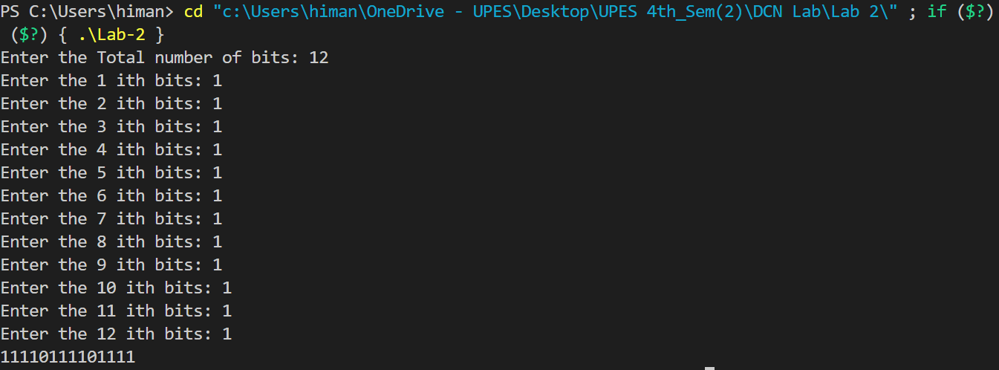 PS C:\Users\himan> cd "c:\Users\himan\OneDrive - UPES\Desktop\UPES 4th_Sem(2)\DCN Lab\Lab 2\" ; if ($?)
 ($?) { .\Lab-2 }
Enter the Total number of bits: 12
Enter the 1 ith bits: 1
Enter the 2 ith bits: 1
Enter the 3 ith bits: 1
Enter the 4 ith bits: 1
Enter the 5 ith bits: 1
Enter the 6 ith bits: 1
Enter the 7 ith bits: 1
Enter the 8 ith bits: 1
Enter the 9 ith bits: 1
Enter the 10 ith bits: 1
Enter the 11 ith bits: 1
Enter the 12 ith bits: 1
11110111101111